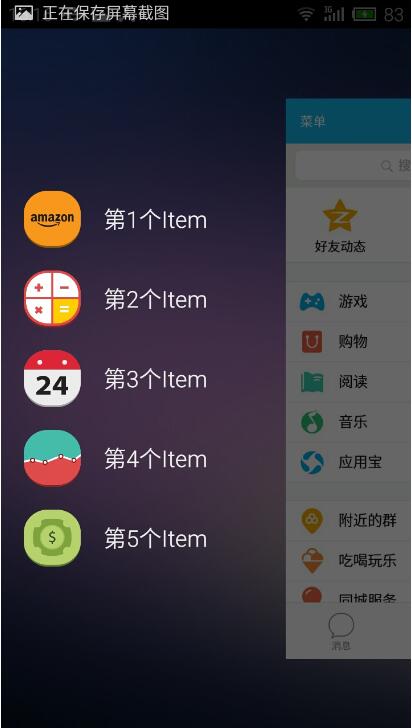 正在保存屏幕截图
3G
83
菜单
搜
amazon
第1个Item
第2个Item
24
第3个Item
第4个Item
$
第5个Item
好友动态
游戏
购物
阅读
音乐
应用宝
附近的群
吃喝玩乐
同城服务
消息